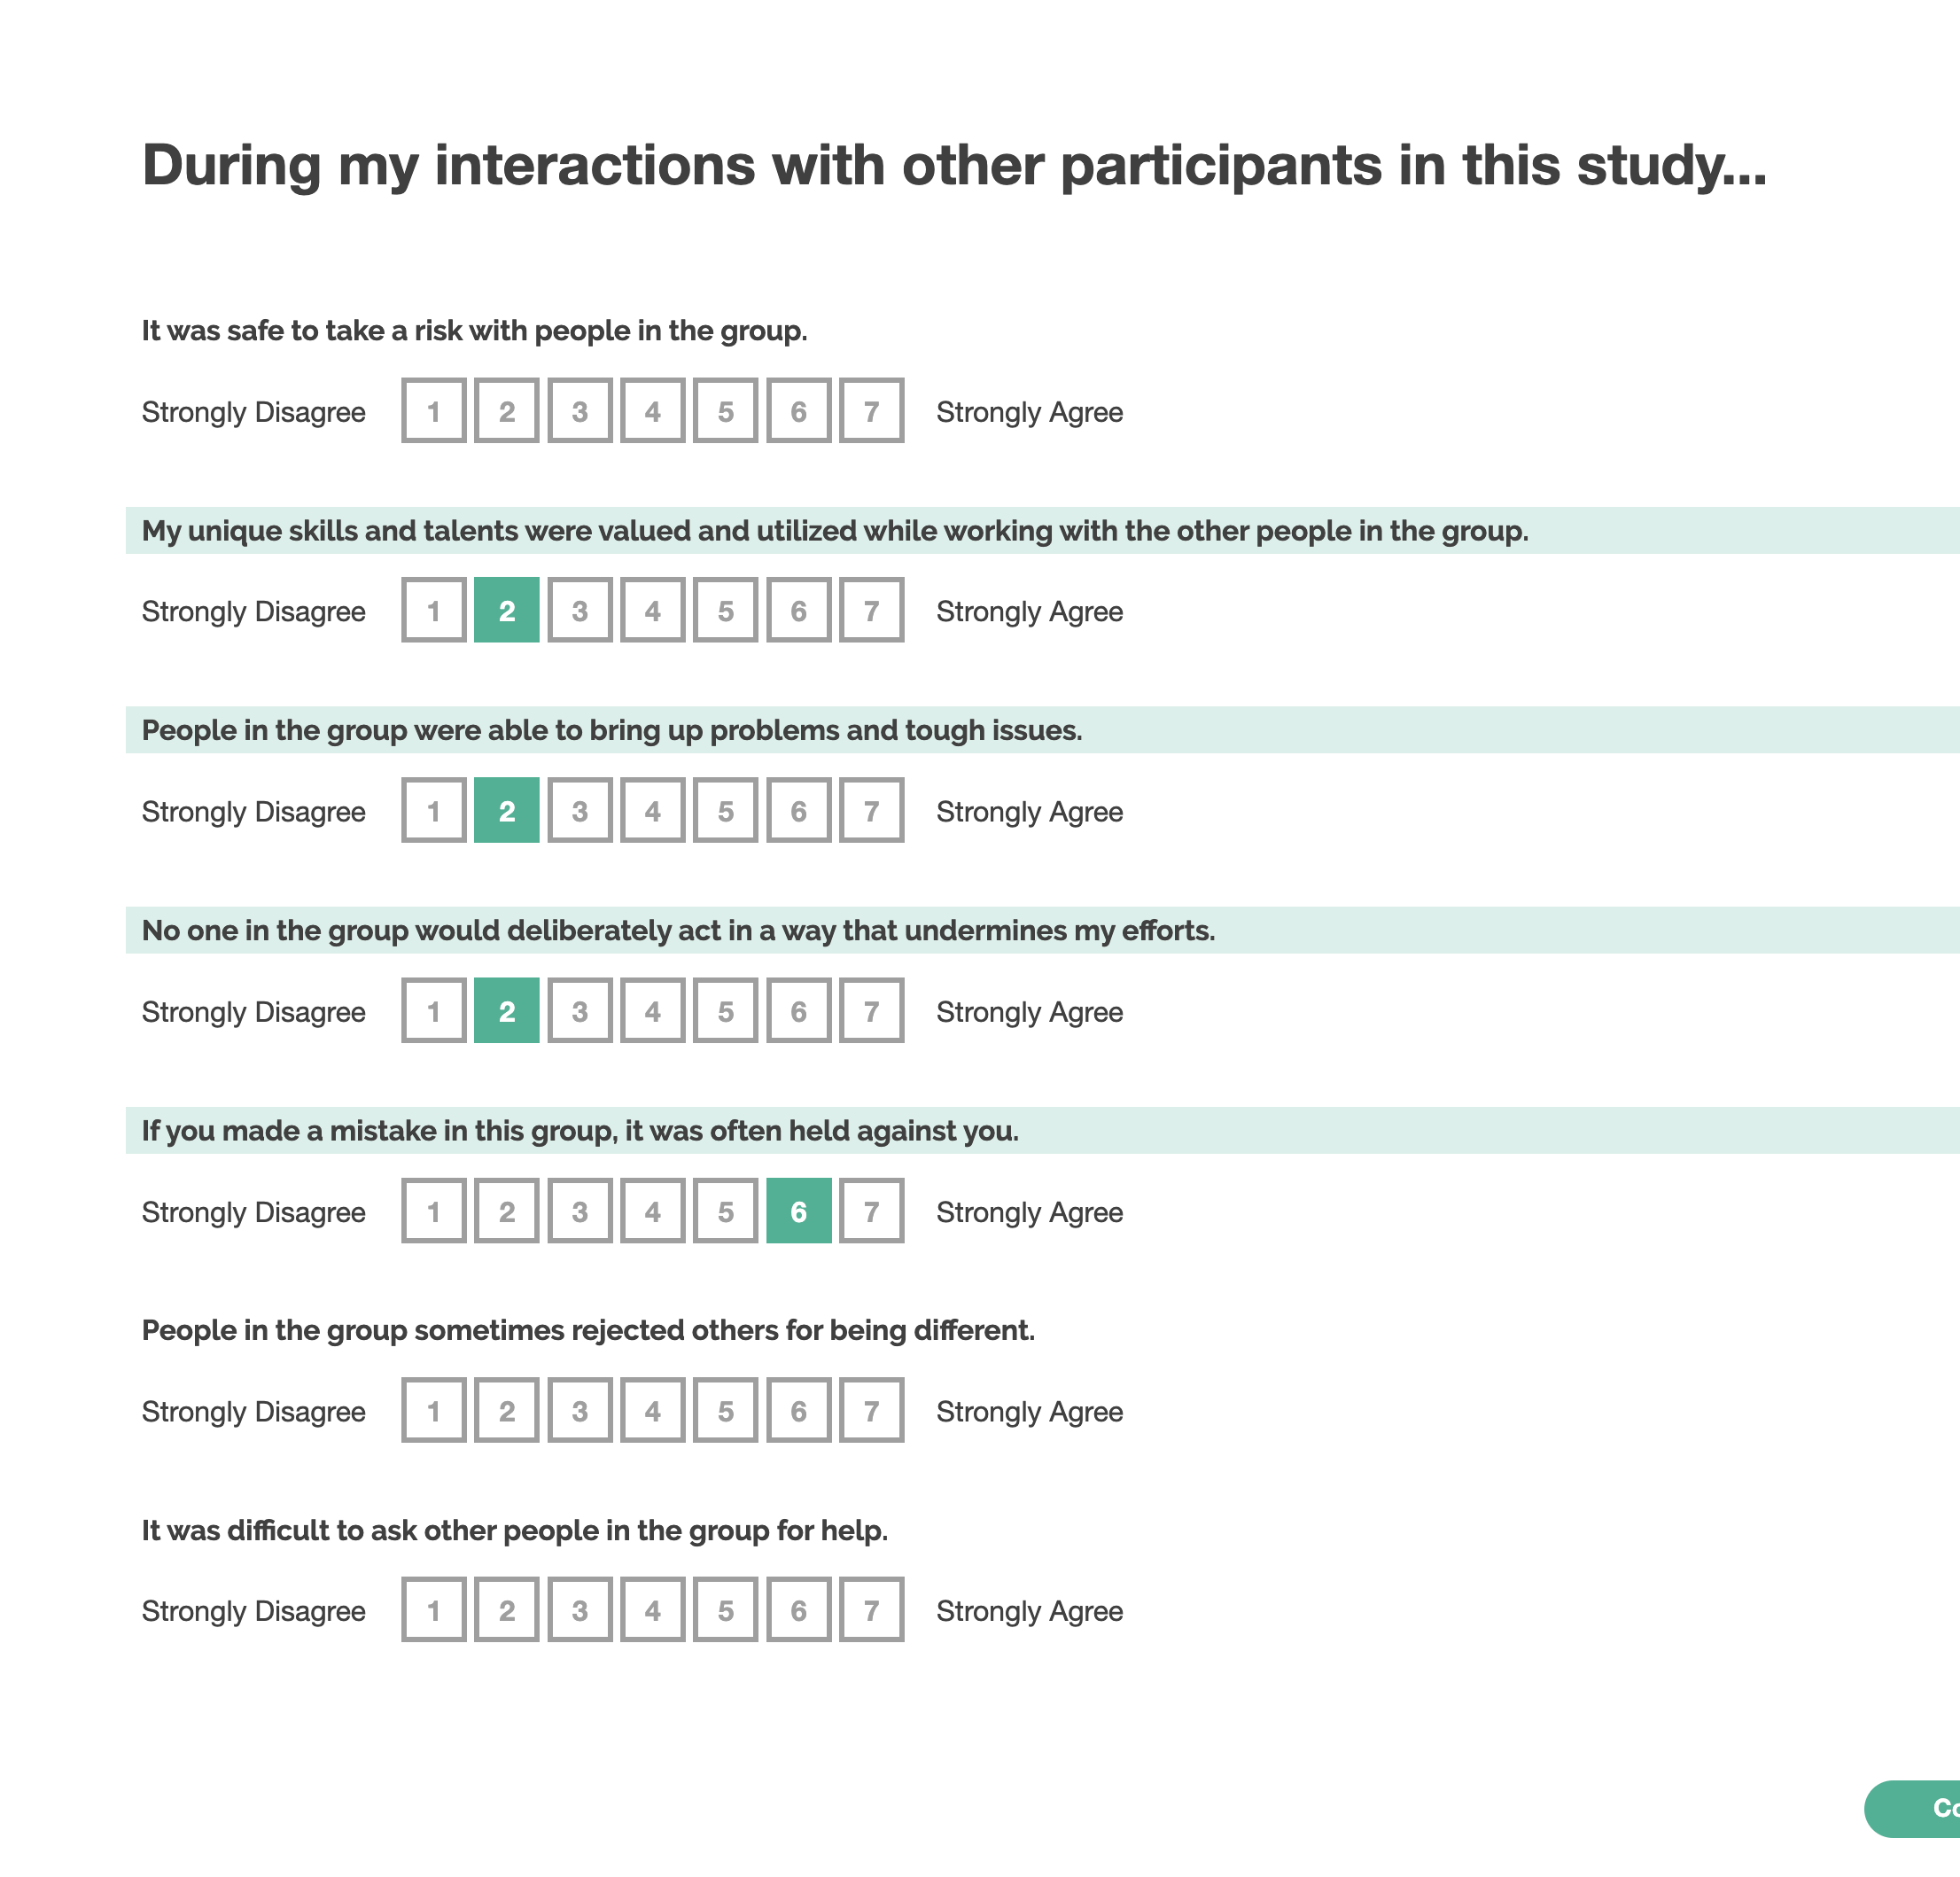 During my interactions with other participants in this study...
It was safe to take a risk with people in the group.
Strongly Disagree 1 2 3 4 5 6 7 Strongly Agree
My unique skills and talents were valued and utilized while working with the other people in the group.
Strongly Disagree 1 2 3 4 5 6 7 Strongly Agree
People in the group were able to bring up problems and tough issues.
Strongly Disagree 1 2 3 4 5 6 7 Strongly Agree
No one in the group would deliberately act in a way that undermines my efforts.
Strongly Disagree 1 2 3 4 5 6 7 Strongly Agree
If you made a mistake in this group, it was often held against you.
Strongly Disagree 1 2 3 4 5 6 7 Strongly Agree
People in the group sometimes rejected others for being different.
Strongly Disagree 1 2 3 4 5 6 7 Strongly Agree
It was difficult to ask other people in the group for help.
Strongly Disagree 1 2 3 4 5 6 7 Strongly Agree